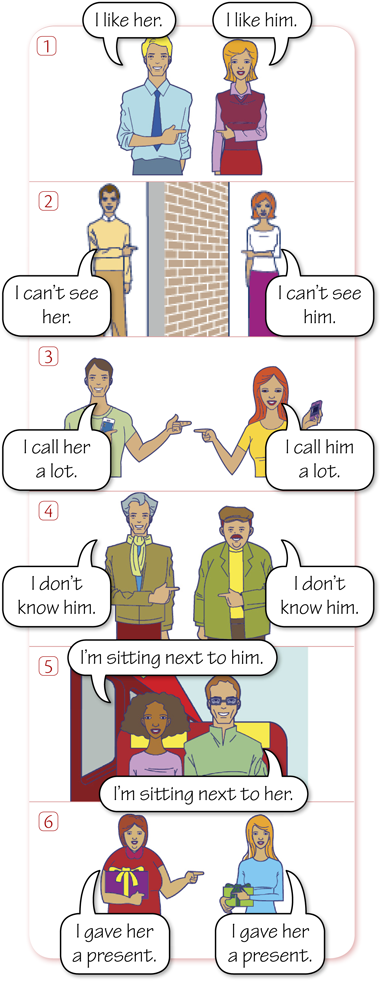 I like her.
I like him.
1
2
I can't see
her.
I can't see
him.
3
I call her
a lot.
I call him
a lot.
4
I don't
know him.
I don't
know him.
5
I'm sitting next to him.
I'm sitting next to her.
6
I gave her
a present.
I gave her
a present.